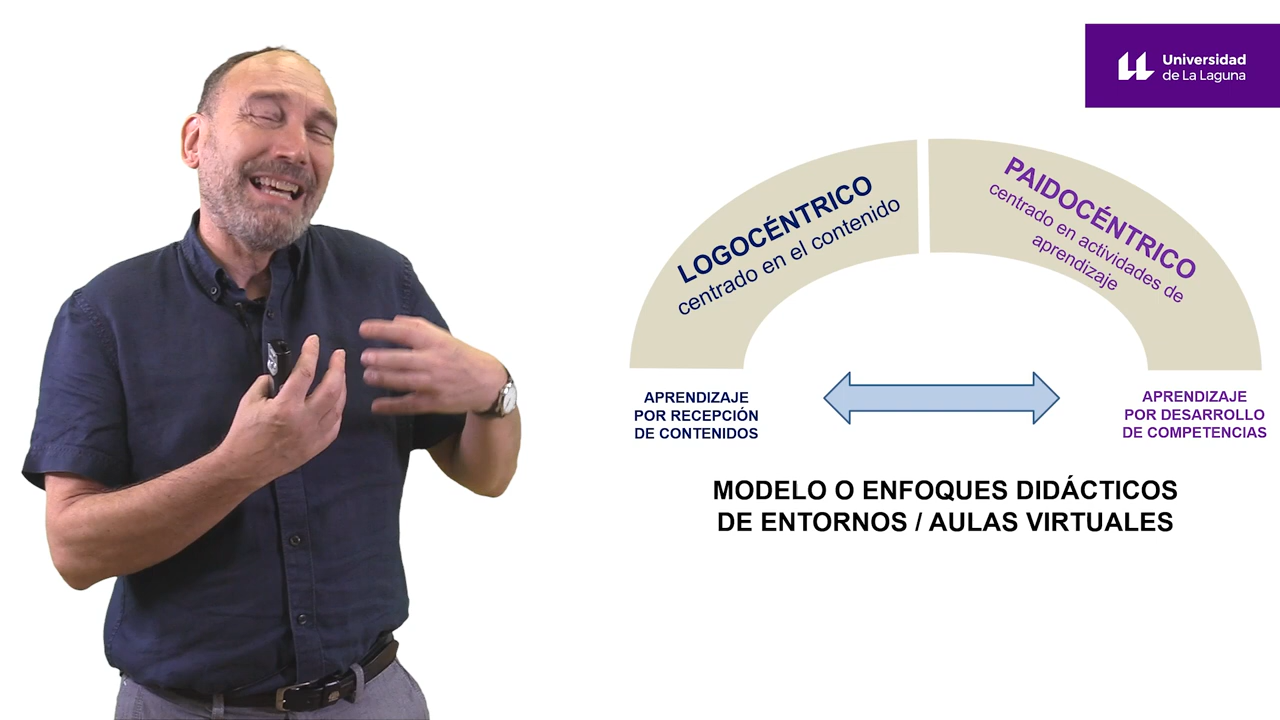 Universidad
de La Laguna
LOGOCÉNTRICO
centrado en el contenido
PAIDOCÉNTRICO
centrado en actividades de
aprendizaje
APRENDIZAJE
POR RECEPCIÓN
DE CONTENIDOS
APRENDIZAJE
POR DESARROLLO
DE COMPETENCIAS
MODELO O ENFOQUES DIDÁCTICOS
DE ENTORNOS / AULAS VIRTUALES